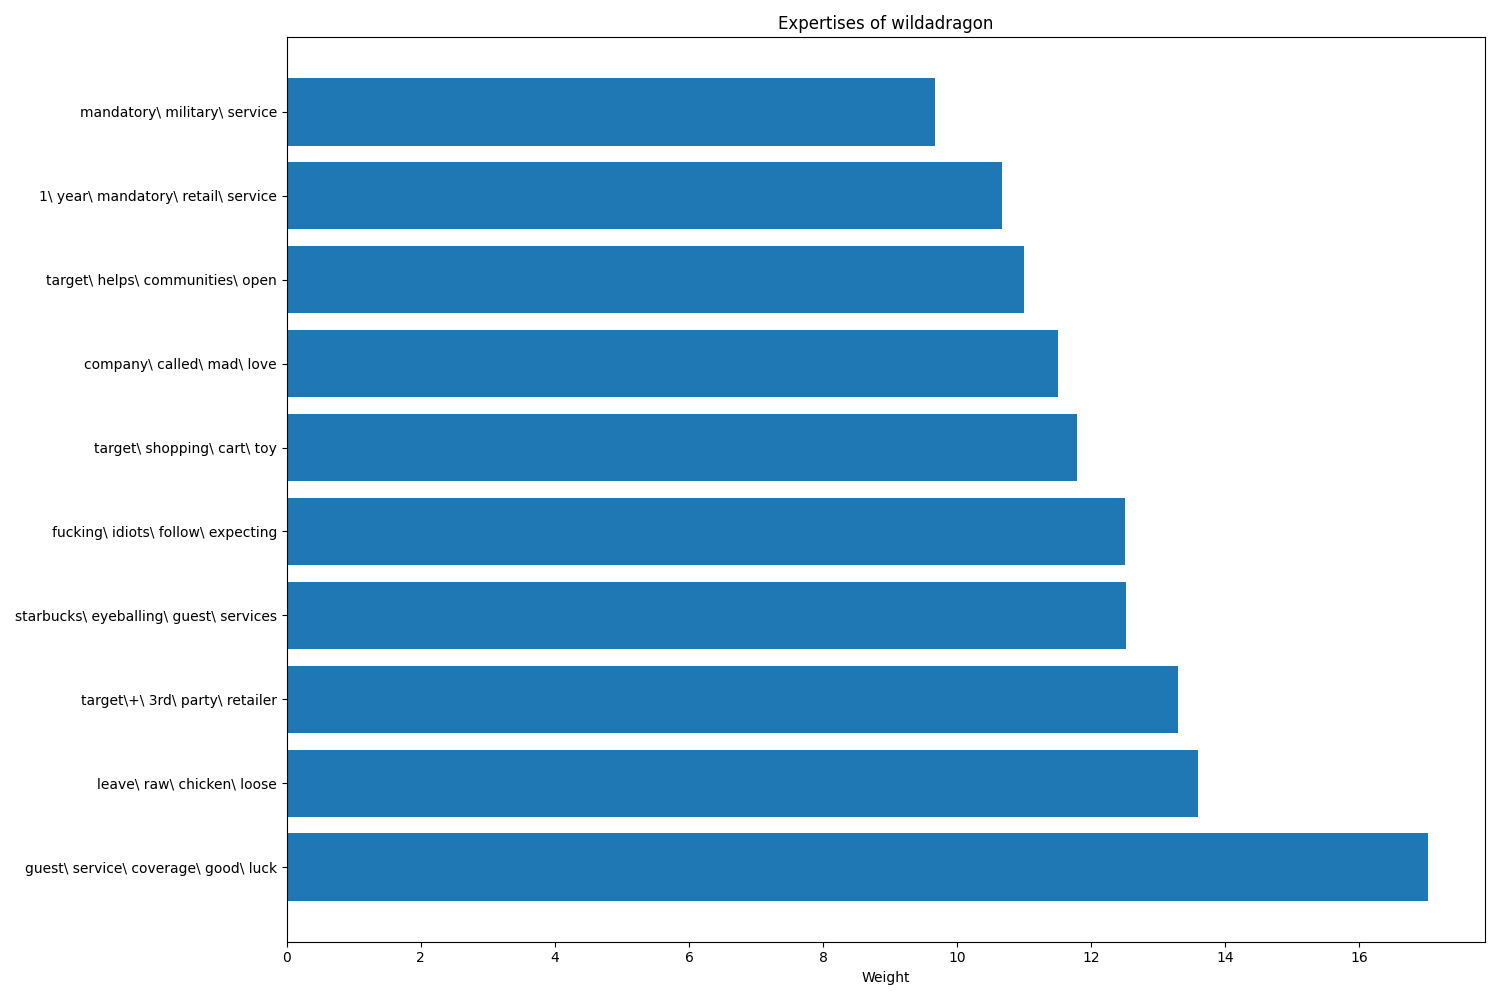 Expertises of wildadragon
mandatory\ military\ service
1\ year\ mandatory\ retail\ service
target\ helps\ communities\ open
company\ called\ mad\ love
target\ shopping\ cart\ toy
fucking\ idiots\ follow\ expecting
starbucks\ eyeballing\ guest\ services
target\+\ 3rd\ party\ retailer
leave\ raw\ chicken\ loose
guest\ service\ coverage\ good\ luck
0 2 4 6 8 10 12 14 16
Weight